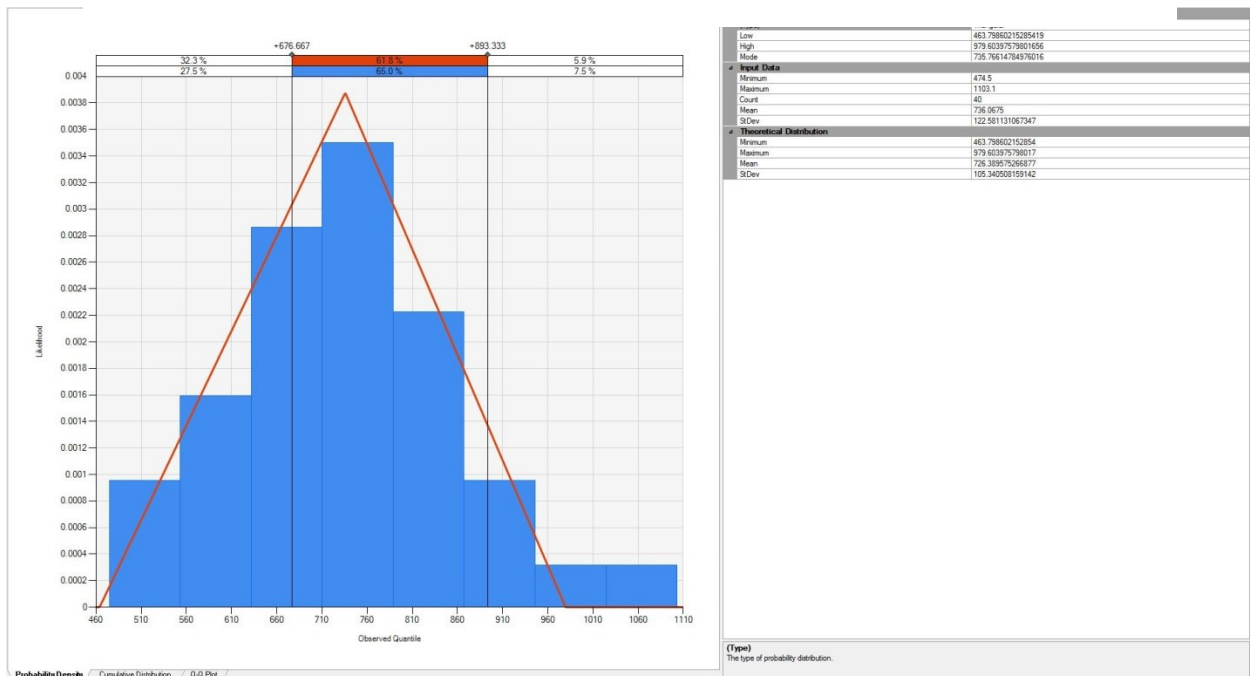 +676.667 +893.333
32.3 % 61.8 % 5.9 %
27.5 % 65.0 % 7.5 %
0.004
0.0038
0.0036
0.0034
0.0032
0.003
0.0028
0.0026
0.0024
0.0022
0.002
0.0018
0.0016
0.0014
0.0012
0.001
0.0008
0.0006
0.0004
0.0002
0
Likelihood
460 510 560 610 660 710 760 810 860 910 960 1010 1060 1110
Observed Quantile
Probability Density Cumulative Distribution Q-Q Plot
Low 463.79860215285419
High 979.60397579801656
Mode 735.76614784976016
Input Data
Minimum 474.5
Maximum 1103.1
Count 40
Mean 736.0675
StDev 122.581131067347
Theoretical Distribution
Minimum 463.798602152854
Maximum 979.603975798017
Mean 726.389575266877
StDev 105.340508159142
(Type)
The type of probability distribution.